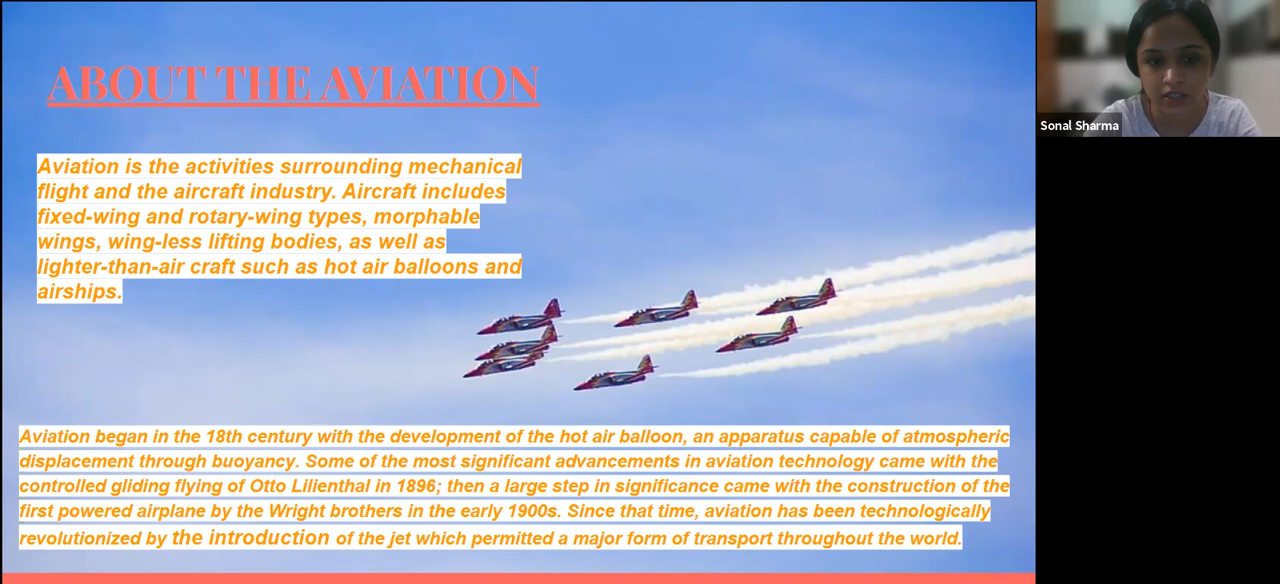 ABOUT THE AVIATION
Aviation is the activities surrounding mechanical
flight and the aircraft industry. Aircraft includes
fixed-wing and rotary-wing types, morphable
wings, wing-less lifting bodies, as well as
lighter-than-air craft such as hot air balloons and
airships.
Aviation began in the 18th century with the development of the hot air balloon, an apparatus capable of atmospheric
displacement through buoyancy. Some of the most significant advancements in aviation technology came with the
controlled gliding flying of Otto Lilienthal in 1896; then a large step in significance came with the construction of the
first powered airplane by the Wright brothers in the early 1900s. Since that time, aviation has been technologically
revolutionized by the introduction of the jet which permitted a major form of transport throughout the world.
Sonal Sharma